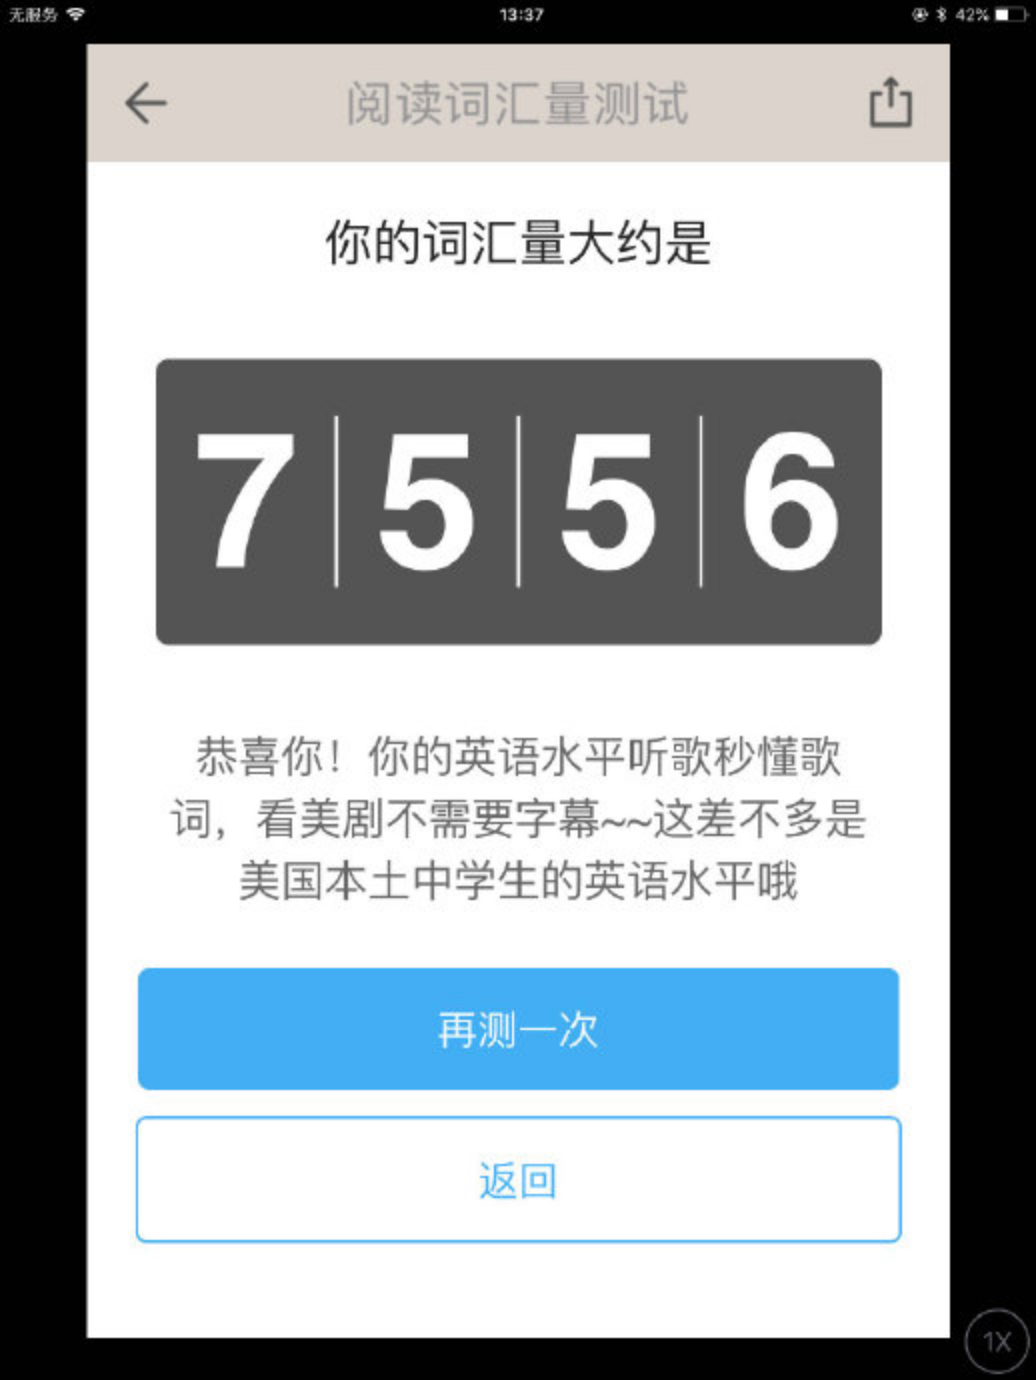 无服务 13:37 42%
阅读词汇量测试
你的词汇量大约是
7 5 5 6
恭喜你！你的英语水平听歌秒懂歌
词，看美剧不需要字幕~~这差不多是
美国本土中学生的英语水平哦
再测一次
返回
1X